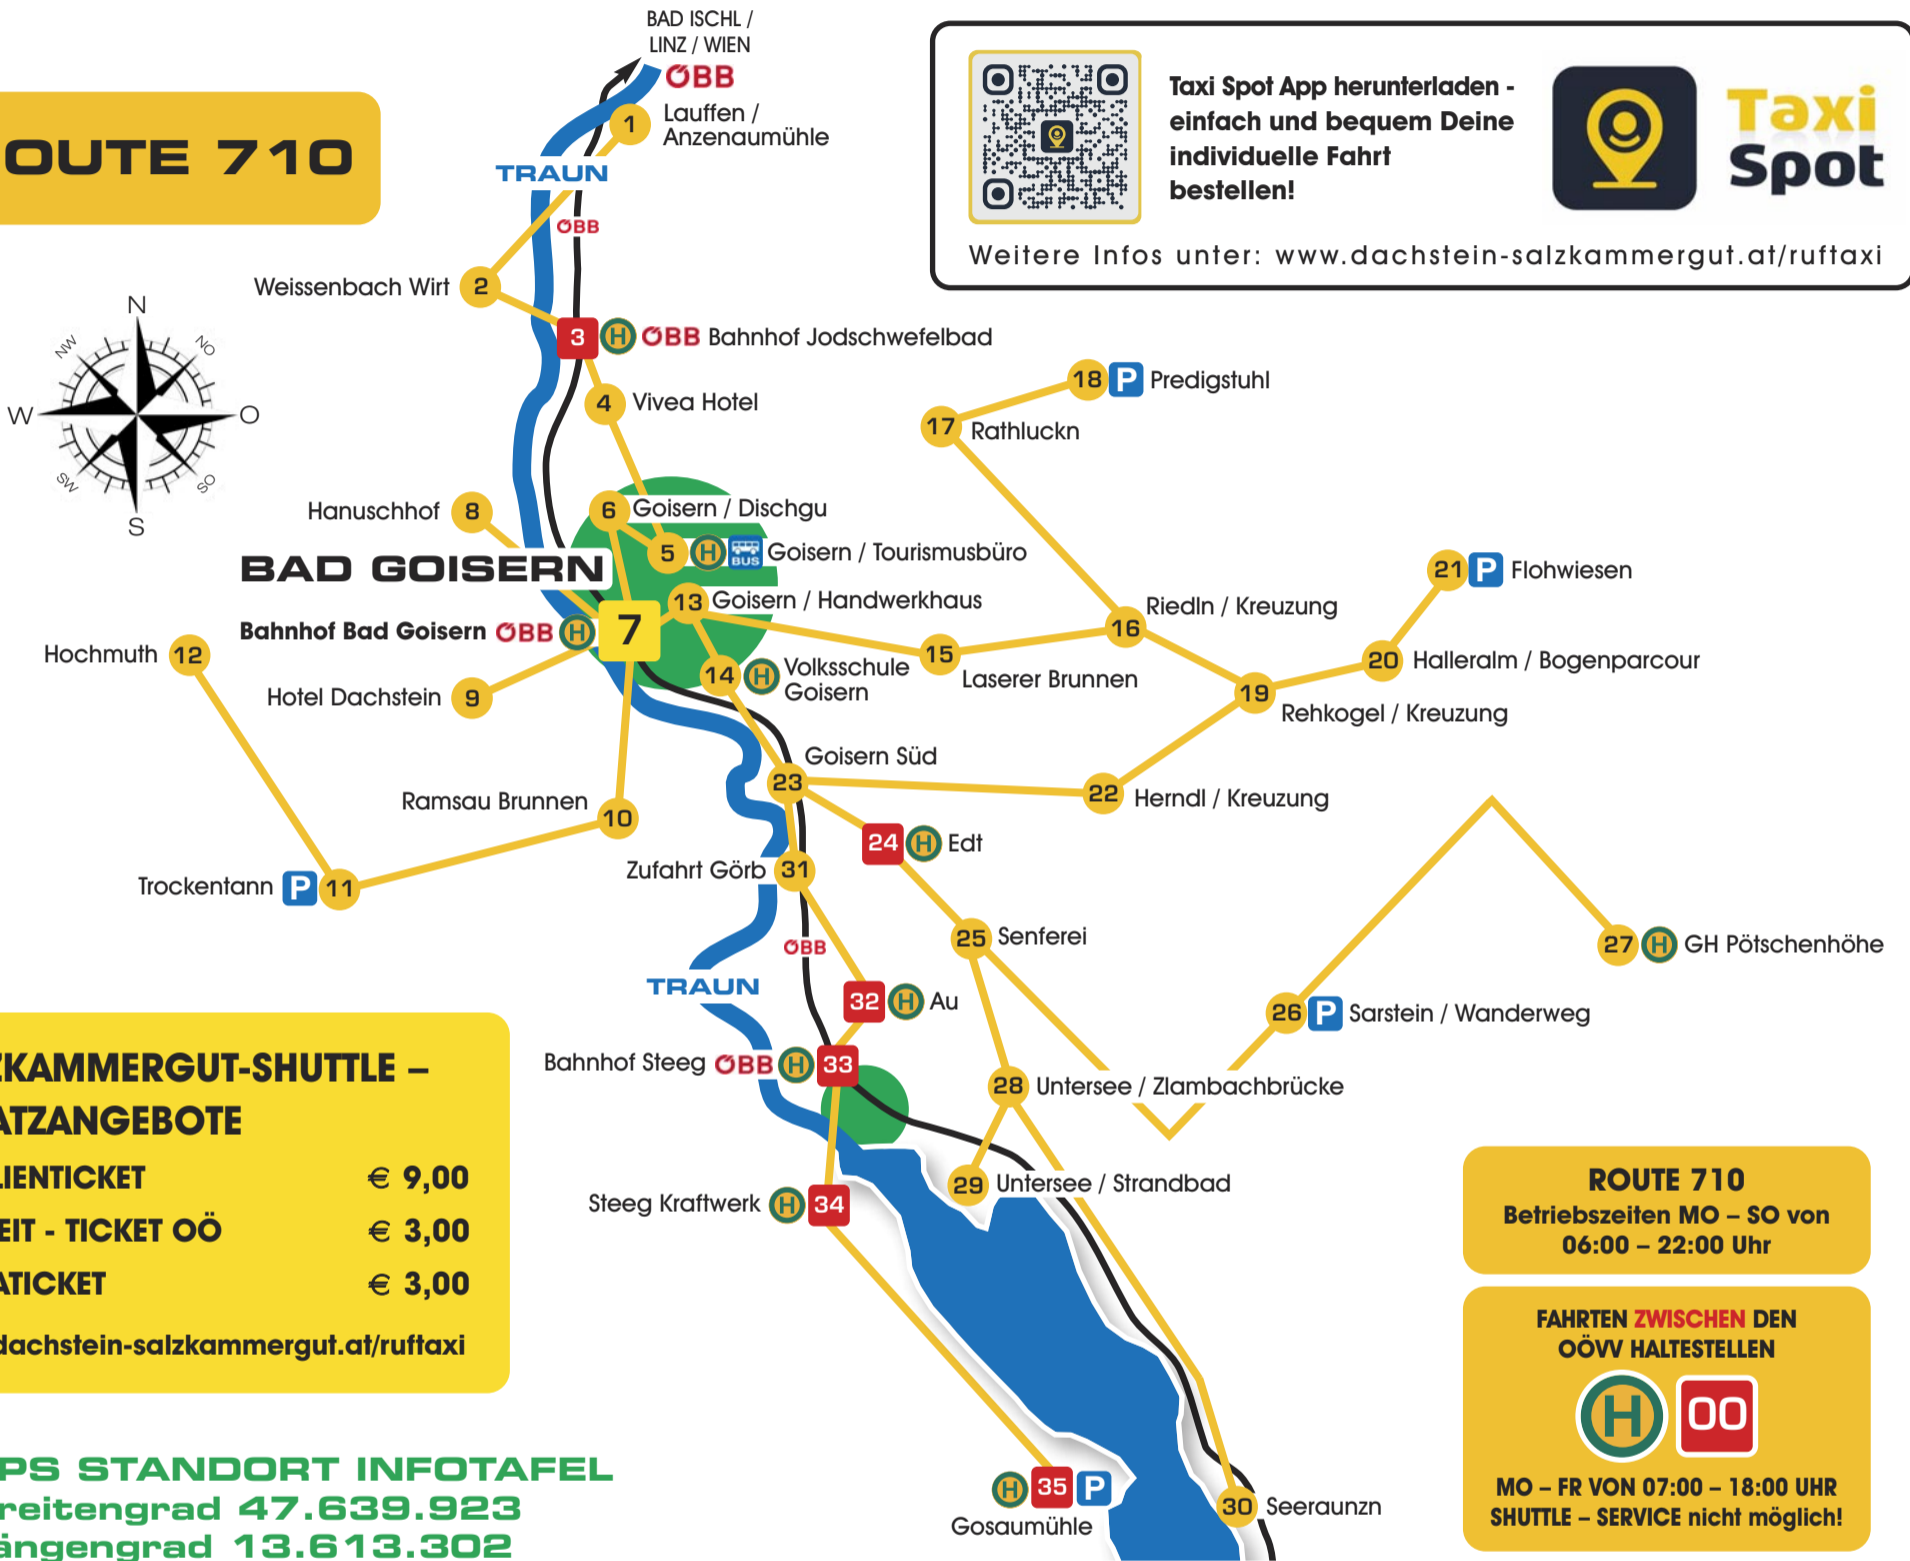 BAD ISCHL /
LINZ / WIEN
ÖBB
1
Lauffen /
Anzenaumühle
OUTE 710
TRAUN
ÖBB
Taxi Spot App herunterladen -
einfach und bequem Deine
individuelle Fahrt
bestellen!
Taxi
Spot
Weitere Infos unter: www.dachstein-salzkammergut.at/ruftaxi
Weissenbach Wirt 2
N
NW
NO
W
O
SW
SO
S
3 H ÖBB Bahnhof Jodschwefelbad
4 Vivea Hotel
18 P Predigstuhl
17 Rathluckn
Hanuschhof 8
6 Goisern / Dischgu
5 H BUS Goisern / Tourismusbüro
BAD GOISERN
21 P Flohwiesen
13 Goisern / Handwerkhaus
Riedln / Kreuzung
16
Bahnhof Bad Goisern ÖBB H 7
Hochmuth 12
15
Laserer Brunnen
20 Halleralm / Bogenparcour
14 H Volksschule
Goisern
Hotel Dachstein 9
19
Rehkogel / Kreuzung
Goisern Süd
23
22 Herndl / Kreuzung
Ramsau Brunnen
10
24 H Edt
Zufahrt Görb 31
Trockentann P 11
25 Senferei
ÖBB
27 H GH Pötschenhöhe
TRAUN
32 H Au
26 P Sarstein / Wanderweg
Bahnhof Steeg ÖBB H 33
28 Untersee / Zlambachbrücke
29 Untersee / Strandbad
Steeg Kraftwerk H 34
ZKAMMERGUT-SHUTTLE –
ATZANGEBOTE
LIENTICKET € 9,00
EIT - TICKET OÖ € 3,00
ATICKET € 3,00
dachstein-salzkammergut.at/ruftaxi
ROUTE 710
Betriebszeiten MO – SO von
06:00 – 22:00 Uhr
FAHRTEN ZWISCHEN DEN
OÖVV HALTESTELLEN
H 00
MO – FR VON 07:00 – 18:00 UHR
SHUTTLE – SERVICE nicht möglich!
H 35 P
Gosaumühle
30 Seeraunzn
PS STANDORT INFOTAFEL
reitengrad 47.639.923
ängengrad 13.613.302